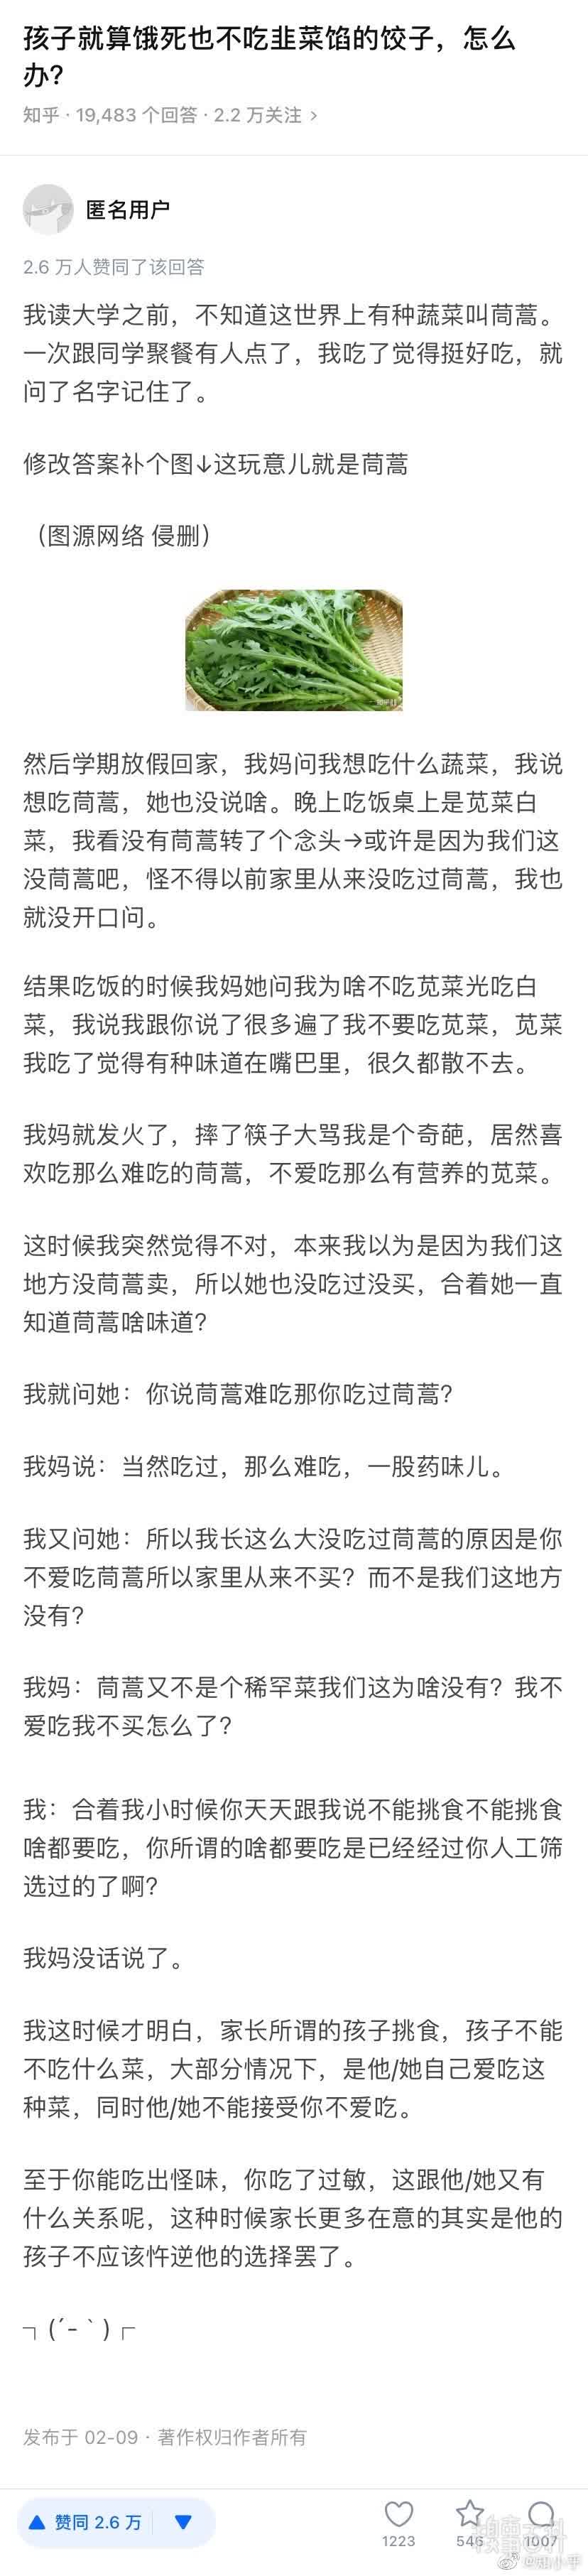 孩子就算饿死也不吃韭菜馅的饺子，怎么
办？
知乎 · 19,483 个回答 · 2.2 万关注 >
匿名用户
2.6 万人赞同了该回答
我读大学之前，不知道这世界上有种蔬菜叫茼蒿。
一次跟同学聚餐有人点了，我吃了觉得挺好吃，就
问了名字记住了。
修改答案补个图↓这玩意儿就是茼蒿
（图源网络 侵删）
然后学期放假回家，我妈问我想吃什么蔬菜，我说
想吃茼蒿，她也没说啥。晚上吃饭桌上是苋菜白
菜，我看没有茼蒿转了个念头→或许是因为我们这
没茼蒿吧，怪不得以前家里从来没吃过茼蒿，我也
就没开口问。
结果吃饭的时候我妈她问我为啥不吃苋菜光吃白
菜，我说我跟你说了很多遍了我不要吃苋菜，苋菜
我吃了觉得有种味道在嘴巴里，很久都散不去。
我妈就发火了，摔了筷子大骂我是个奇葩，居然喜
欢吃那么难吃的茼蒿，不爱吃那么有营养的苋菜。
这时候我突然觉得不对，本来我以为是因为我们这
地方没茼蒿卖，所以她也没吃过没买，合着她一直
知道茼蒿啥味道？
我就问她：你说茼蒿难吃那你吃过茼蒿？
我妈说：当然吃过，那么难吃，一股药味儿。
我又问她：所以我长这么大没吃过茼蒿的原因是你
不爱吃茼蒿所以家里从来不买？而不是我们这地方
没有？
我妈：茼蒿又不是个稀罕菜我们这为啥没有？我不
爱吃我不买怎么了？
我：合着我小时候你天天跟我说不能挑食不能挑食
啥都要吃，你所谓的啥都要吃是已经经过你人工筛
选过的了啊？
我妈没话说了。
我这时候才明白，家长所谓的孩子挑食，孩子不能
不吃什么菜，大部分情况下，是他/她自己爱吃这
种菜，同时他/她不能接受你不爱吃。
至于你能吃出怪味，你吃了过敏，这跟他/她又有
什么关系呢，这种时候家长更多在意的其实是他的
孩子不应该忤逆他的选择罢了。
┐(´-｀)┌
发布于 02-09 · 著作权归作者所有
赞同 2.6 万
1223
546
1007